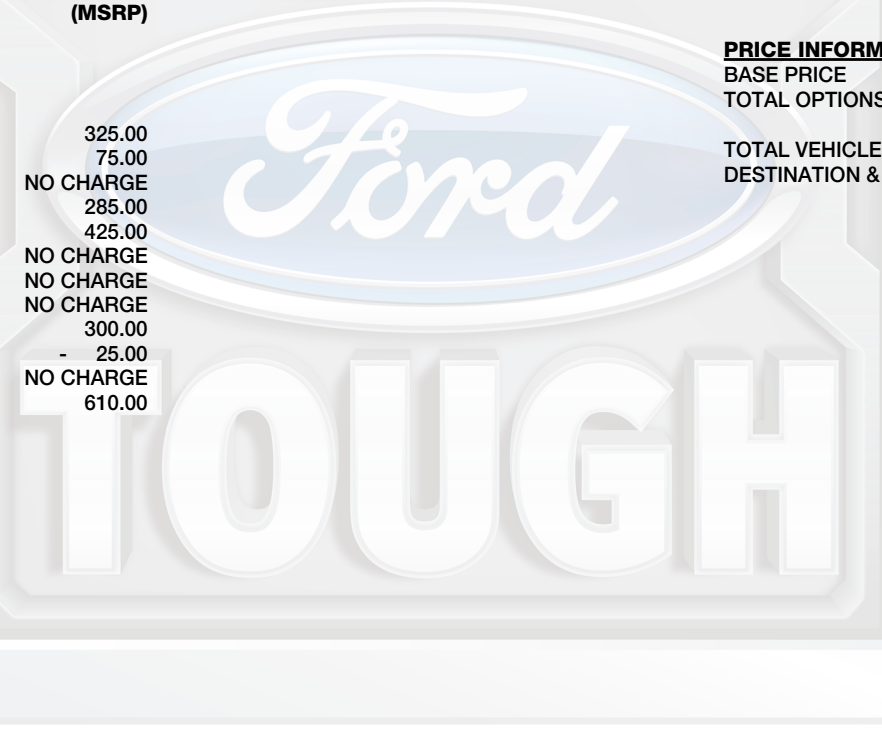 (MSRP)
325.00
75.00
NO CHARGE
285.00
425.00
NO CHARGE
NO CHARGE
NO CHARGE
300.00
- 25.00
NO CHARGE
610.00
PRICE INFORM
BASE PRICE
TOTAL OPTIONS
TOTAL VEHICLE
DESTINATION &
Ford
TOUGH